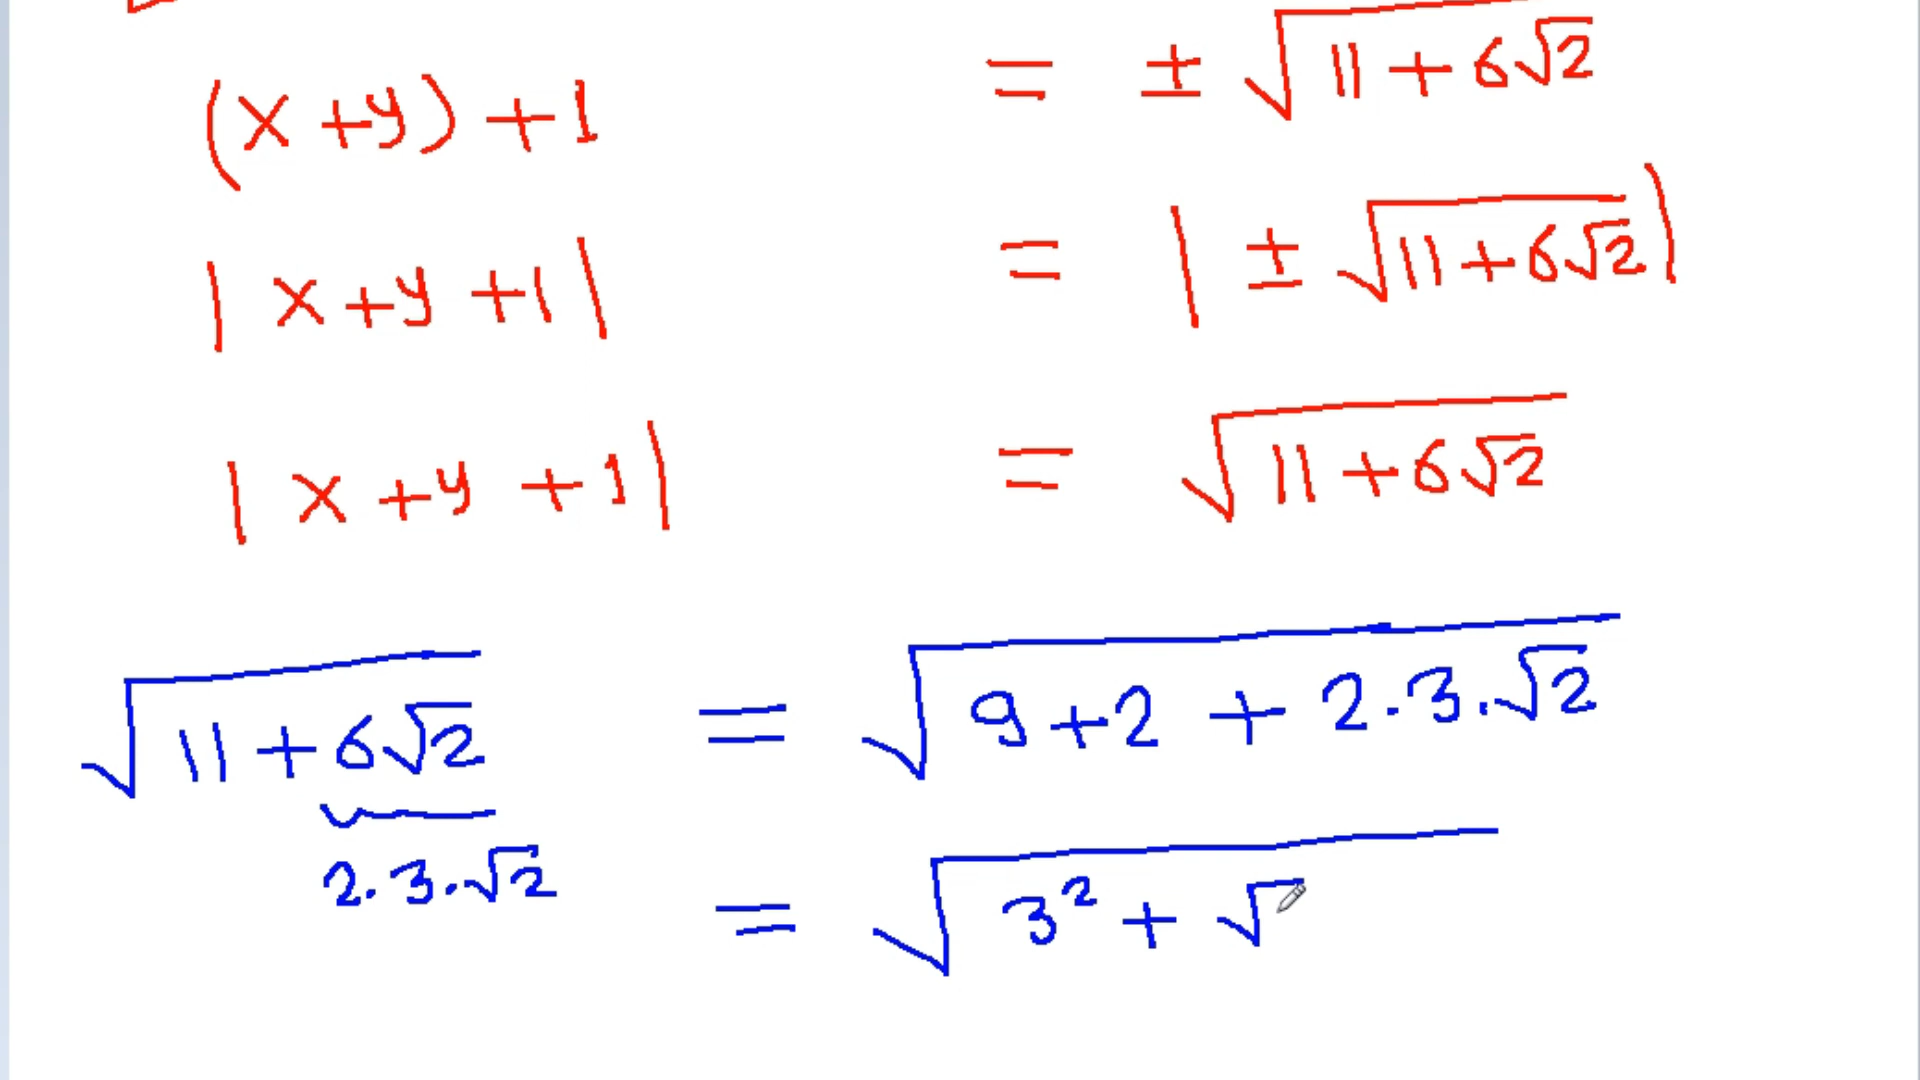 (x+y)+1 = ± √(11+6√2)
|x+y+1| = |± √(11+6√2)|
|x+y+1| = √(11+6√2)
√(11+6√2) = √(9+2+2.3.√2)
2.3.√2
= √(3²+√